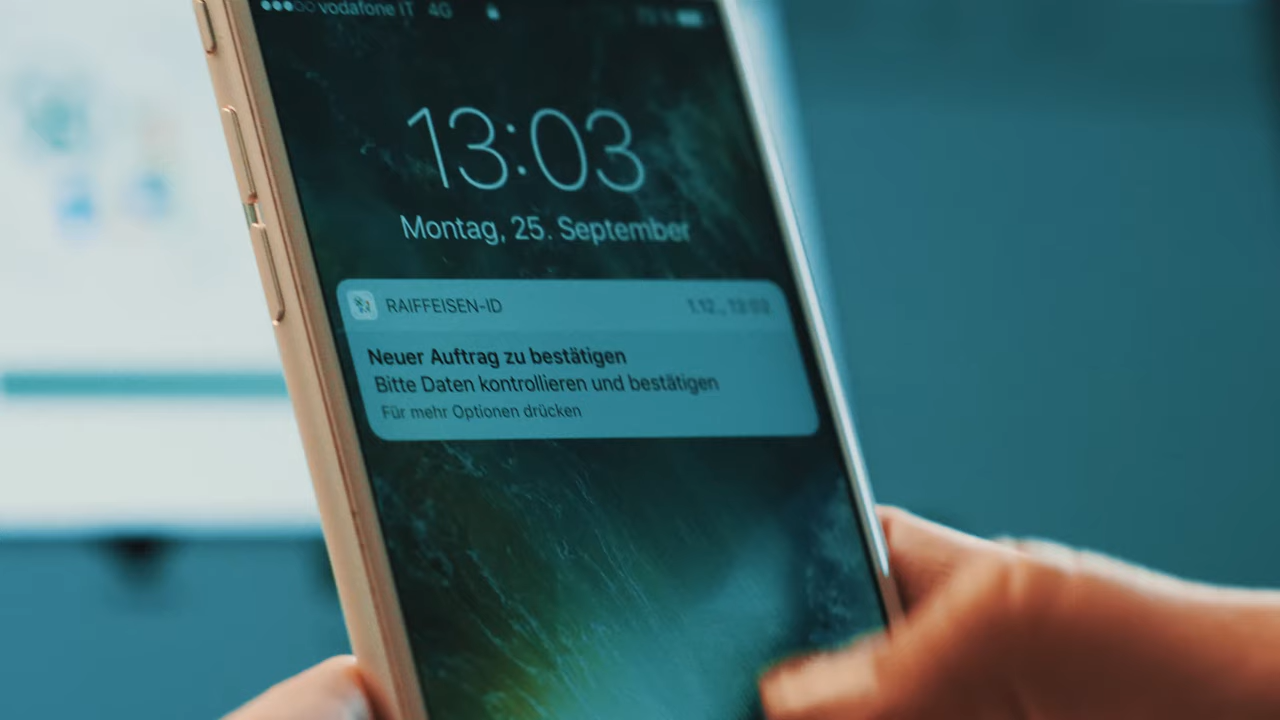 vodafone IT 4G
13:03
Montag, 25. September
RAIFFEISEN-ID
Neuer Auftrag zu bestätigen
Bitte Daten kontrollieren und bestätigen
Für mehr Optionen drücken